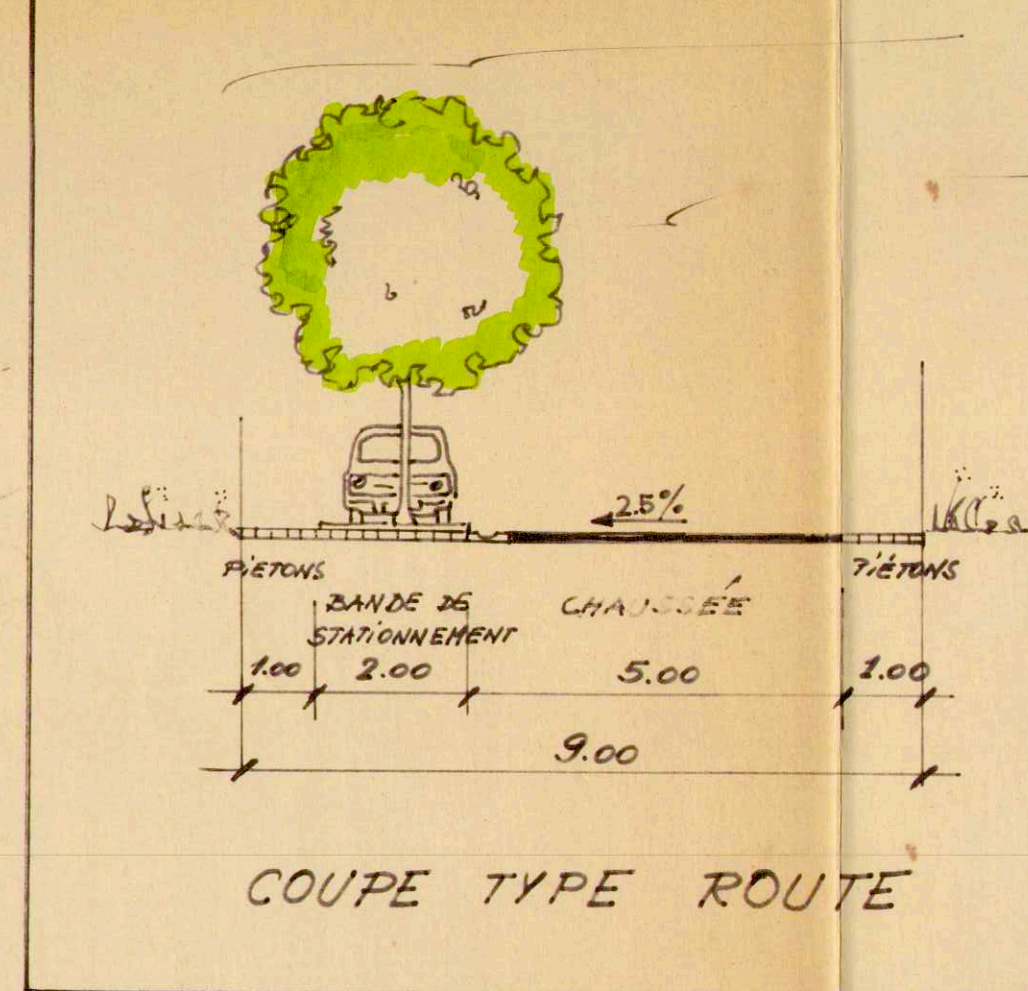 2.5%
PIÉTONS
PIÉTONS
BANDE DE
STATIONNEMENT
CHAUSSÉE
1.00
2.00
5.00
1.00
9.00
COUPE TYPE ROUTE